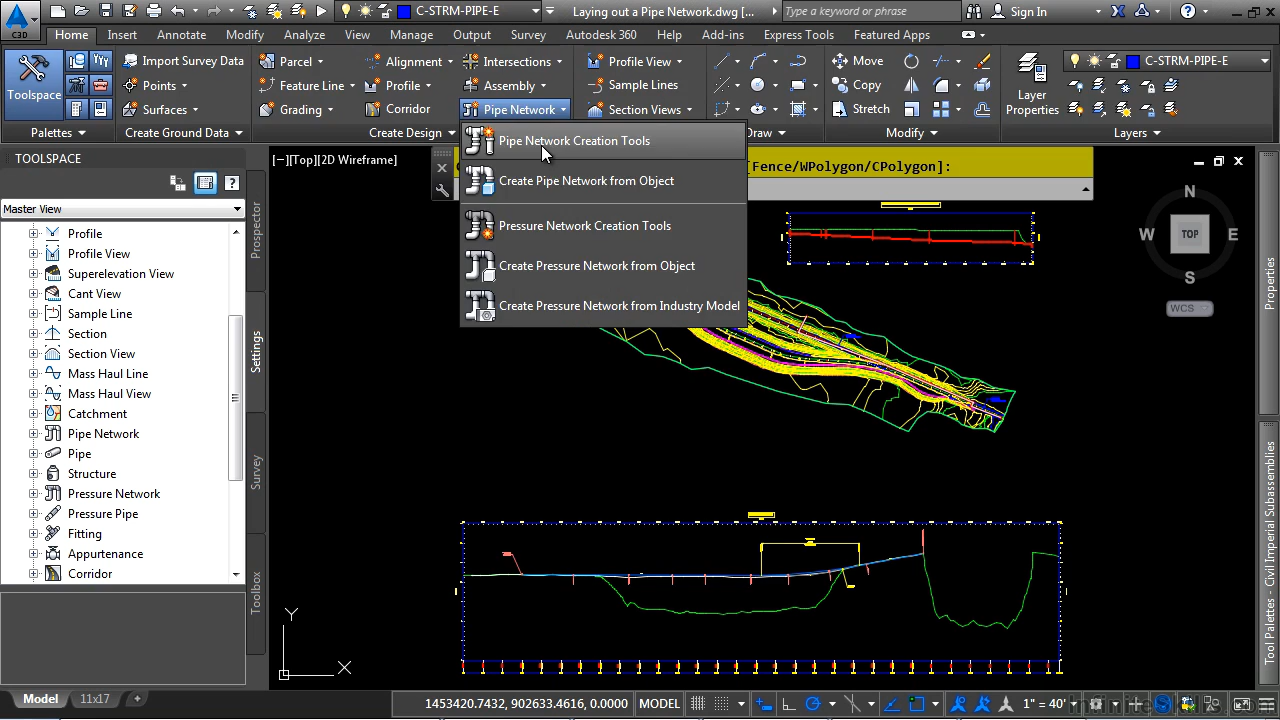 C-STRM-PIPE-E
Laying out a Pipe Network.dwg [...
Type a keyword or phrase
Sign In
C3D
Home Insert Annotate Modify Analyze View Manage Output Survey Autodesk 360 Help Add-ins Express Tools Featured Apps
Toolspace
Import Survey Data
Points
Surfaces
Parcel
Feature Line
Grading
Alignment
Profile
Corridor
Intersections
Assembly
Pipe Network
Profile View
Sample Lines
Section Views
Move
Copy
Stretch
Layer Properties
C-STRM-PIPE-E
Palettes Create Ground Data Create Design Draw Modify Layers
Pipe Network Creation Tools
Create Pipe Network from Object
Pressure Network Creation Tools
Create Pressure Network from Object
Create Pressure Network from Industry Model
TOOLSPACE
[−][Top][2D Wireframe]
[Fence/WPolygon/CPolygon]:
Master View
Profile
Profile View
Superelevation View
Cant View
Sample Line
Section
Section View
Mass Haul Line
Mass Haul View
Catchment
Pipe Network
Pipe
Structure
Pressure Network
Pressure Pipe
Fitting
Appurtenance
Corridor
Prospector
Settings
Survey
Toolbox
N
W TOP E
S
WCS
Properties
Tool Palettes - Civil Imperial Subassemblies
Y
X
Model 11x17 +
MODEL
1" = 40'